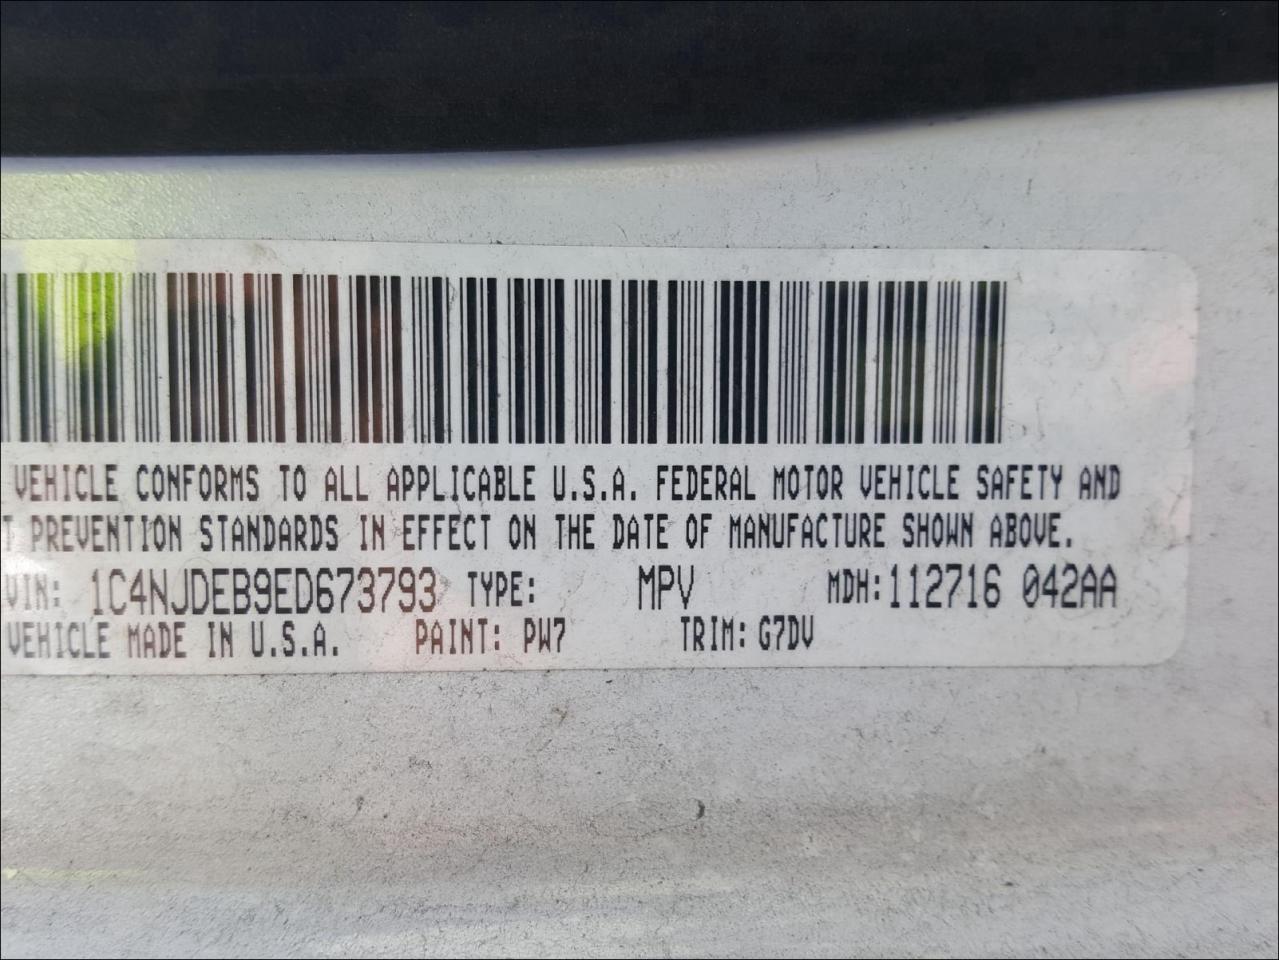 VEHICLE CONFORMS TO ALL APPLICABLE U.S.A. FEDERAL MOTOR VEHICLE SAFETY AND
T PREVENTION STANDARDS IN EFFECT ON THE DATE OF MANUFACTURE SHOWN ABOVE.
VIN: 1C4NJDEB9ED673793 TYPE: MPV MDH: 112716 042AA
VEHICLE MADE IN U.S.A. PAINT: PW7 TRIM: G7DV